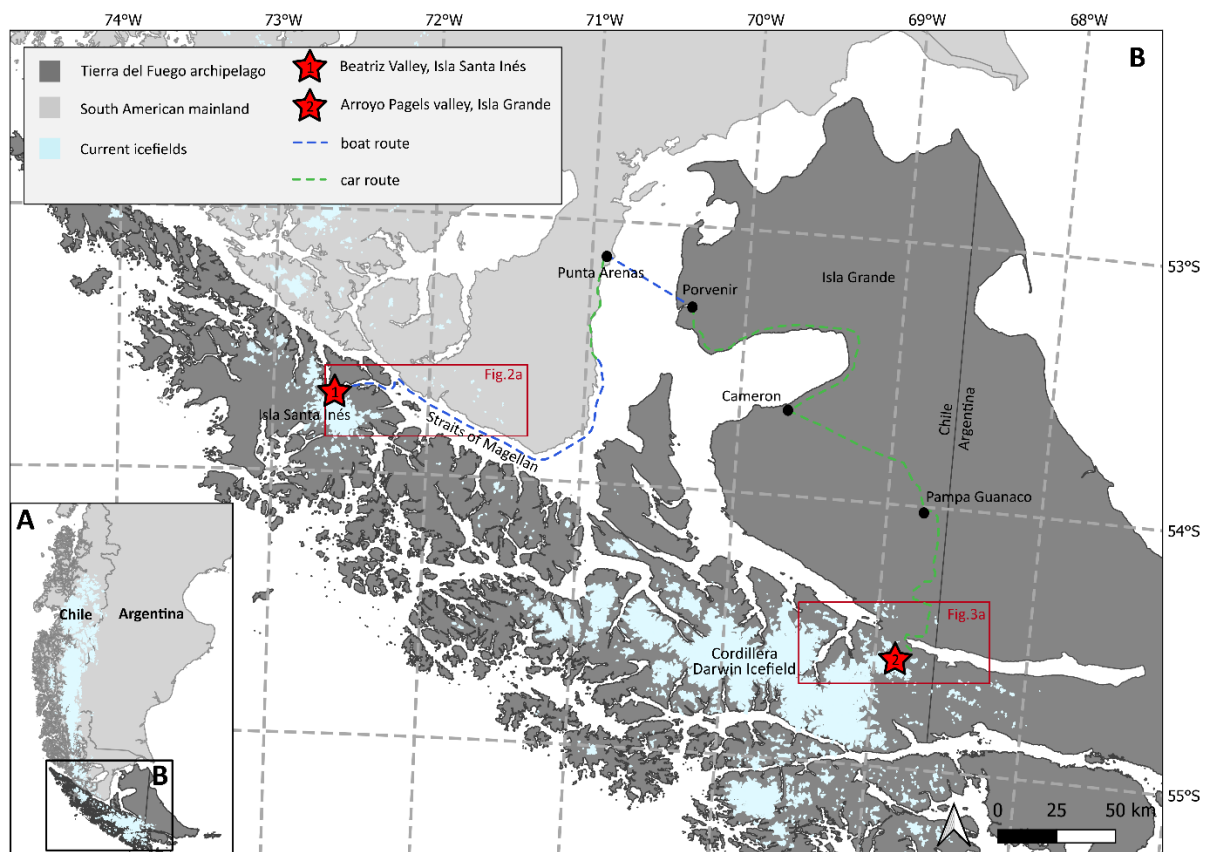 74°W 73°W 72°W 71°W 70°W 69°W 68°W
B
Tierra del Fuego archipelago
South American mainland
Current icefields
1 Beatriz Valley, Isla Santa Inés
2 Arroyo Pagels valley, Isla Grande
boat route
car route
53°S
54°S
55°S
Punta Arenas
Porvenir
Isla Grande
Fig.2a
1
Isla Santa Inés
Straits of Magellan
Cameron
Chile
Argentina
Pampa Guanaco
Fig.3a
2
Cordillera
Darwin Icefield
A
Chile Argentina
B
0 25 50 km